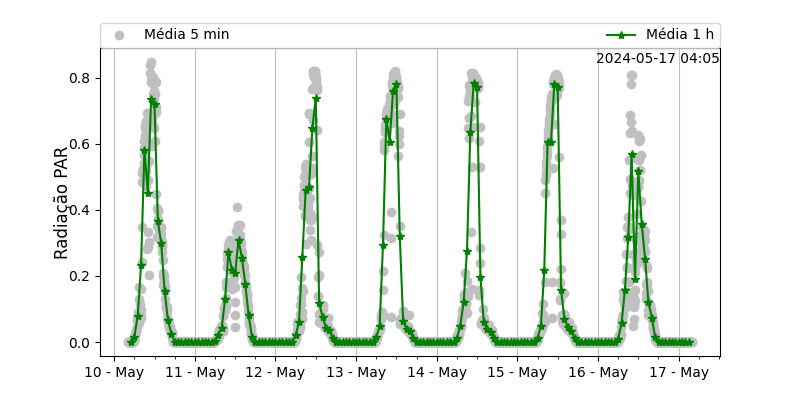 Média 5 min
Média 1 h
2024-05-17 04:05
Radiação PAR
0.8
0.6
0.4
0.2
0.0
10 - May
11 - May
12 - May
13 - May
14 - May
15 - May
16 - May
17 - May